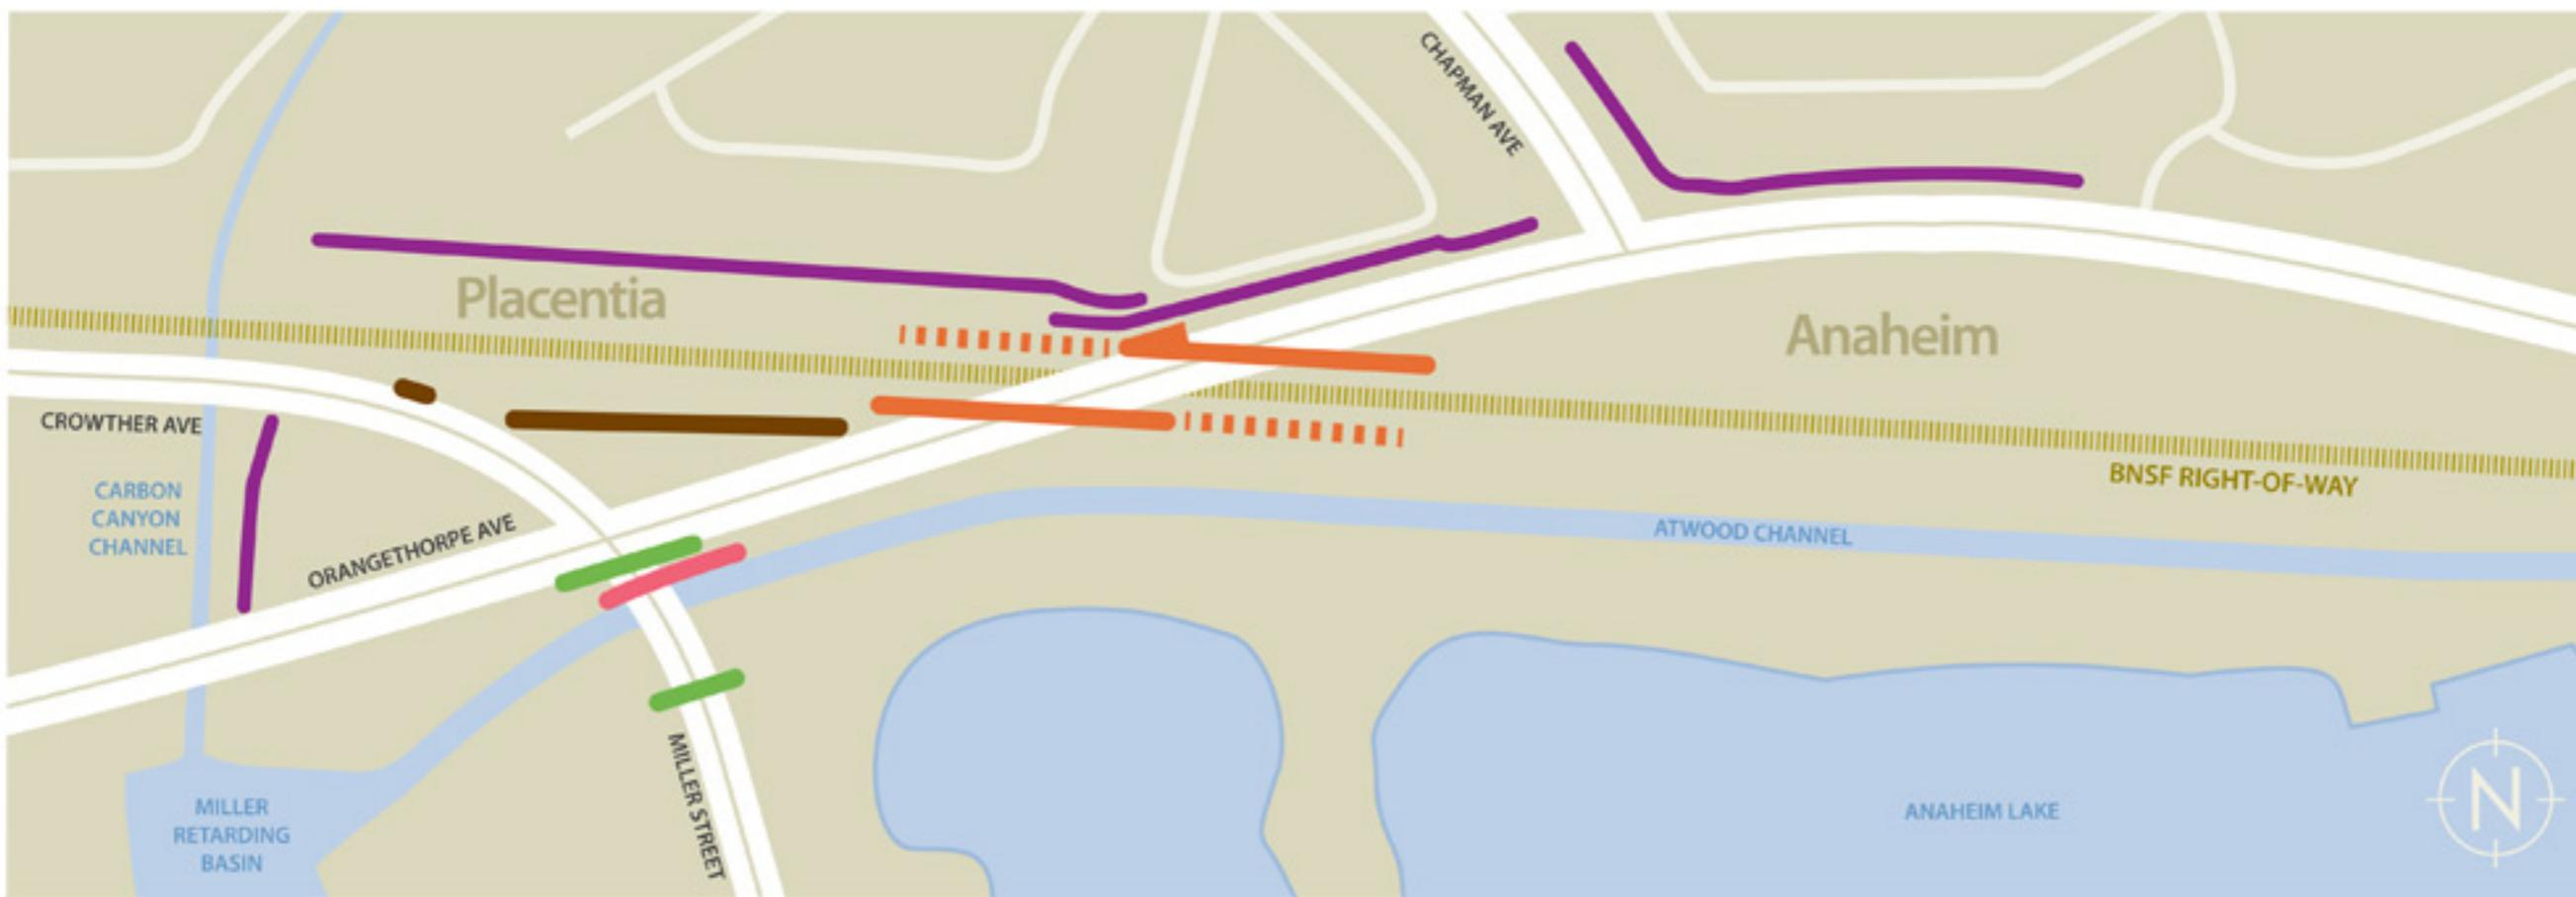 CHAPMAN AVE
Placentia
Anaheim
CROWTHER AVE
BNSF RIGHT-OF-WAY
CARBON
CANYON
CHANNEL
ORANGETHORPE AVE
ATWOOD CHANNEL
MILLER STREET
MILLER
RETARDING
BASIN
ANAHEIM LAKE
N